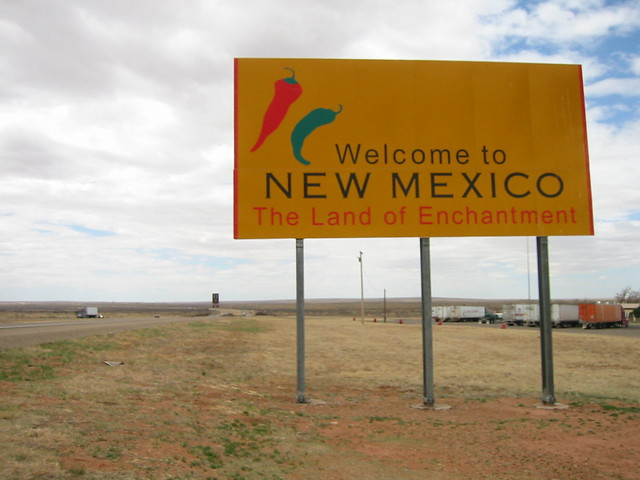 Welcome to
NEW MEXICO
The Land of Enchantment